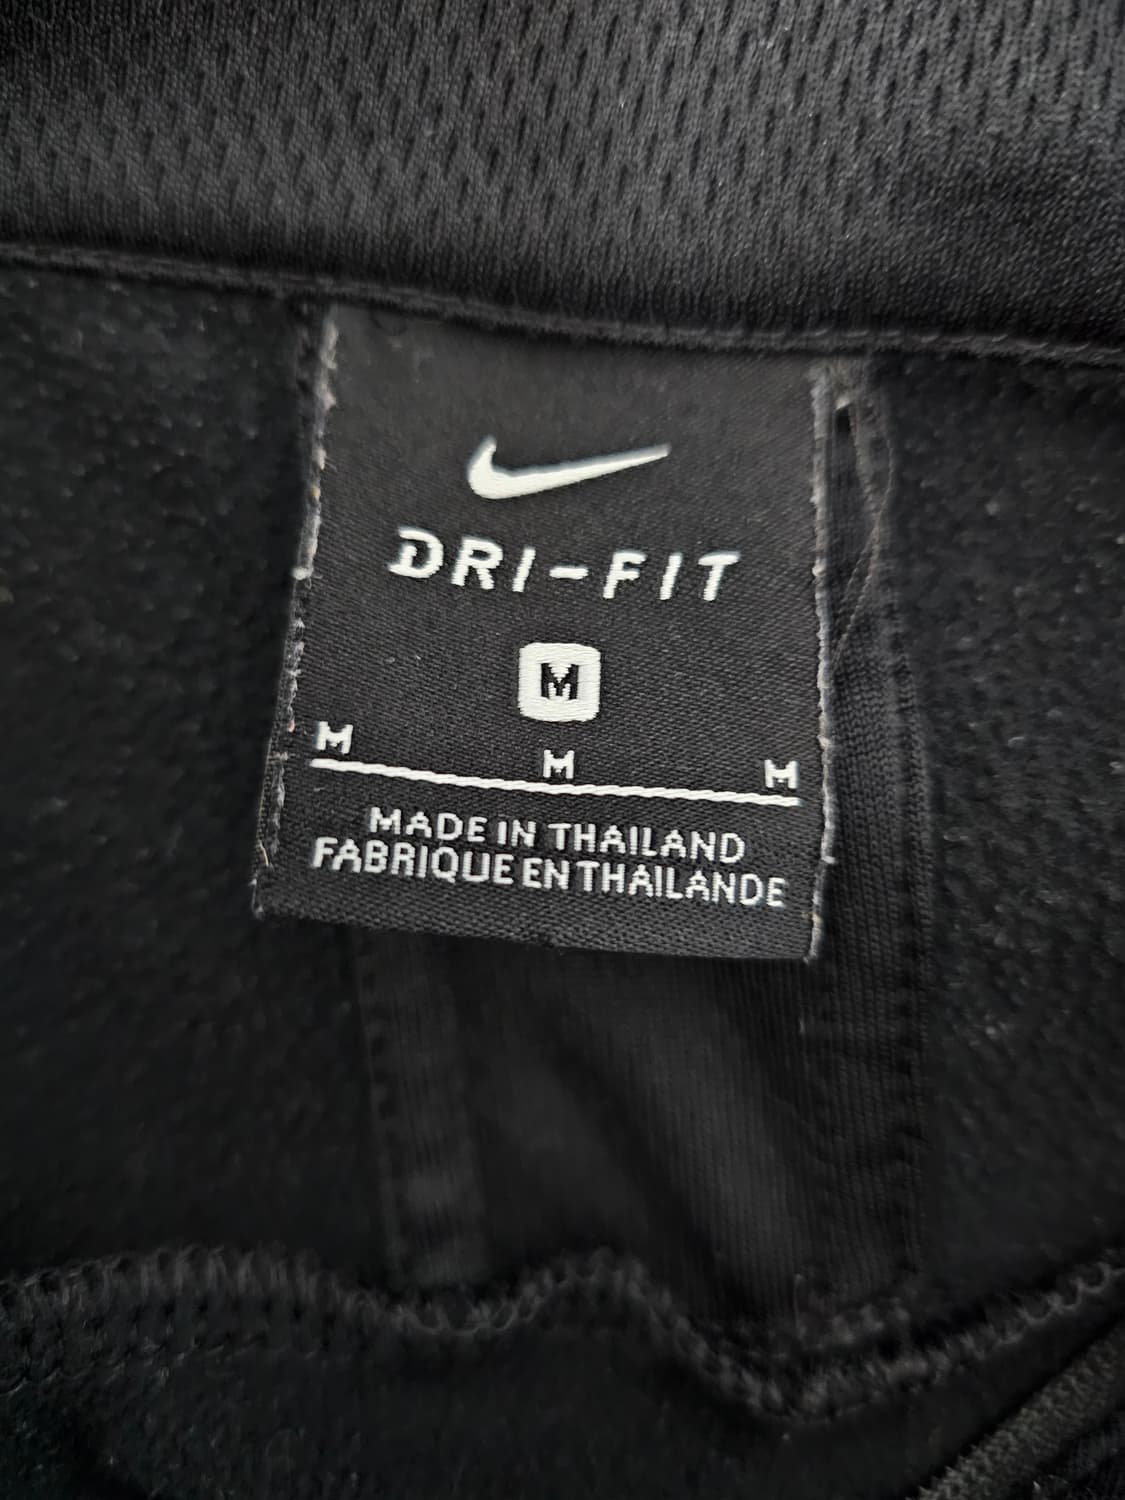 DRI-FIT
M
M M M
MADE IN THAILAND
FABRIQUE EN THAILANDE